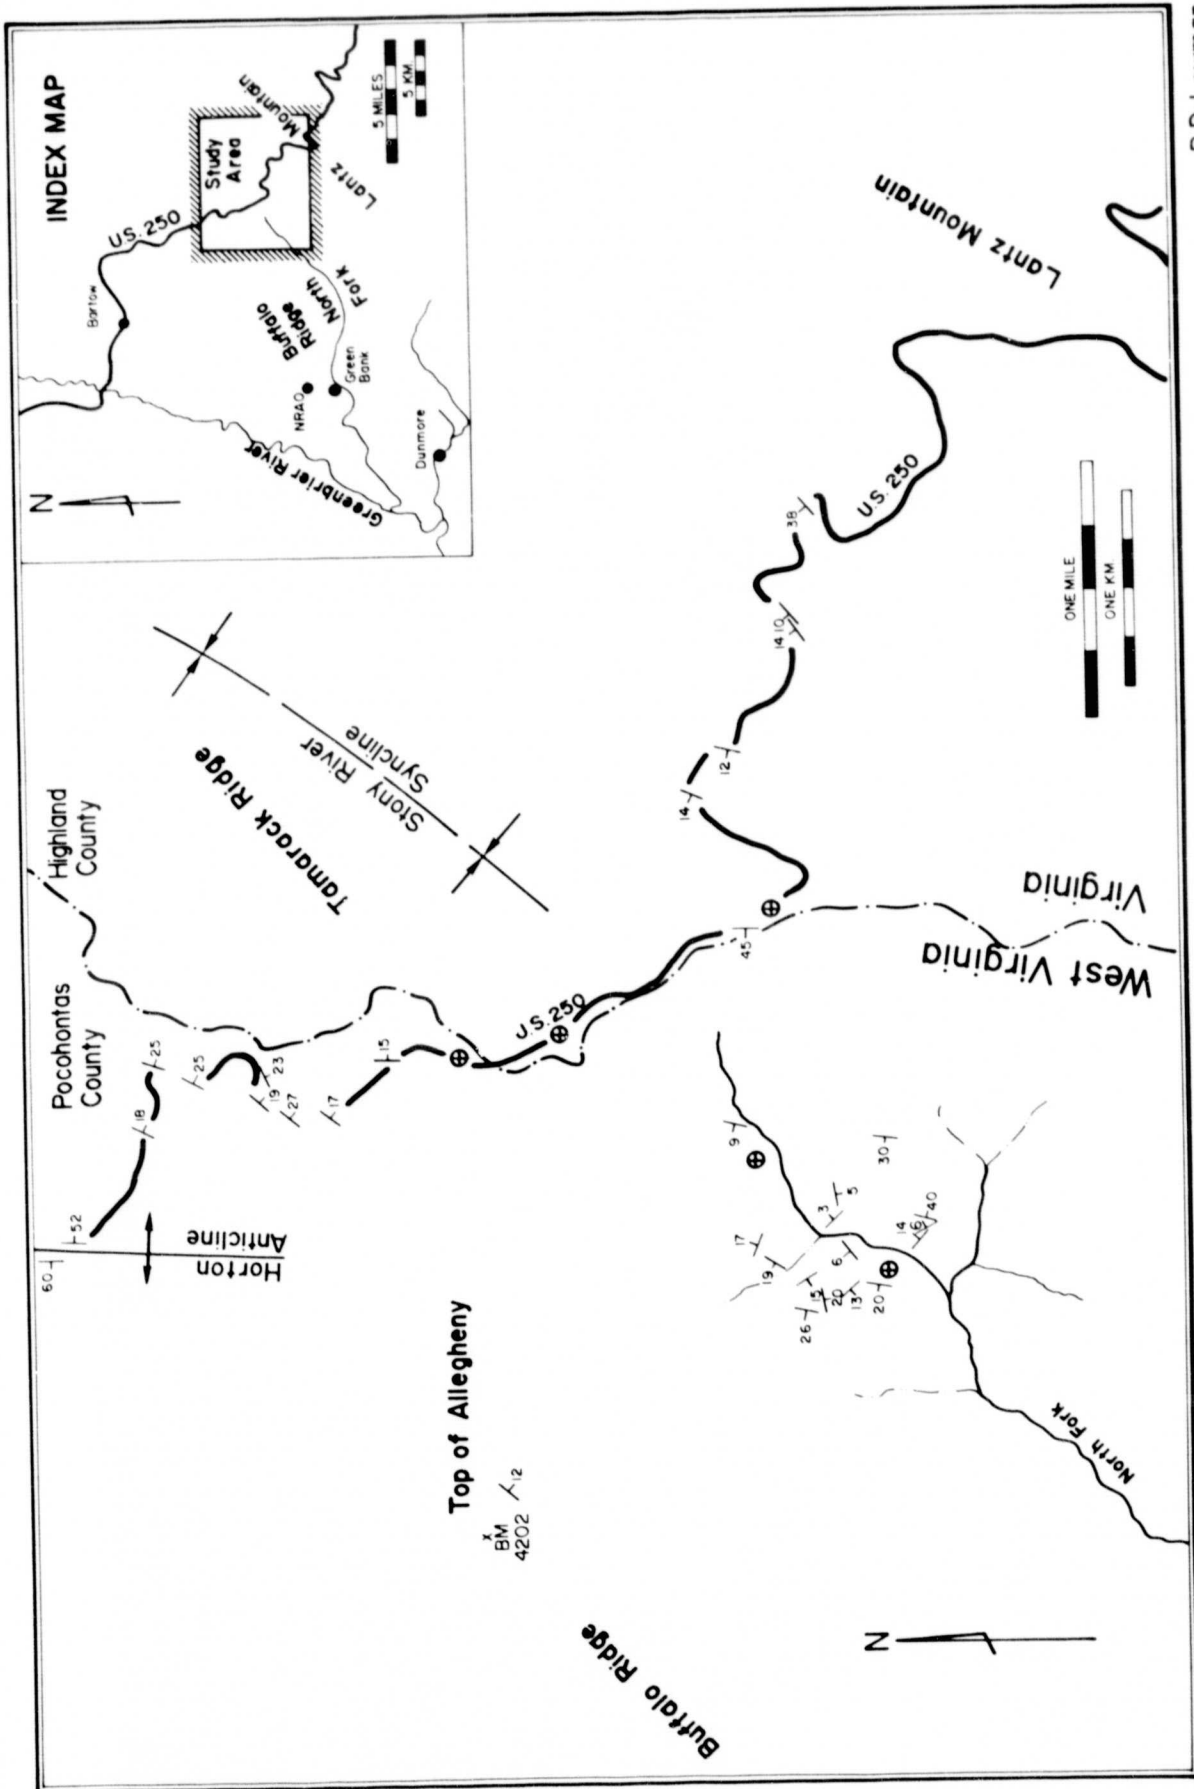 INDEX MAP
N
U.S. 250
Bartow
Study
Area
Mountain
Lantz
5 MILES
5 KM
Buffalo
Ridge
North
Fork
NRAO
Green
Bank
Dunmore
Greenbrier River
Pocohontas
County
Highland
County
60
52
18
25
25
23
19
27
17
15
Horton
Anticline
Tamarack Ridge
Stony River
Syncline
Top of Allegheny
x
BM
4202
12
U.S. 250
45
14
12
14 10
38
U.S. 250
Lantz Mountain
ONE MILE
ONE KM
West Virginia
Virginia
9
3
5
17
19
6
15
20
13
20
26
30
14
6
40
North Fork
Buffalo Ridge
N